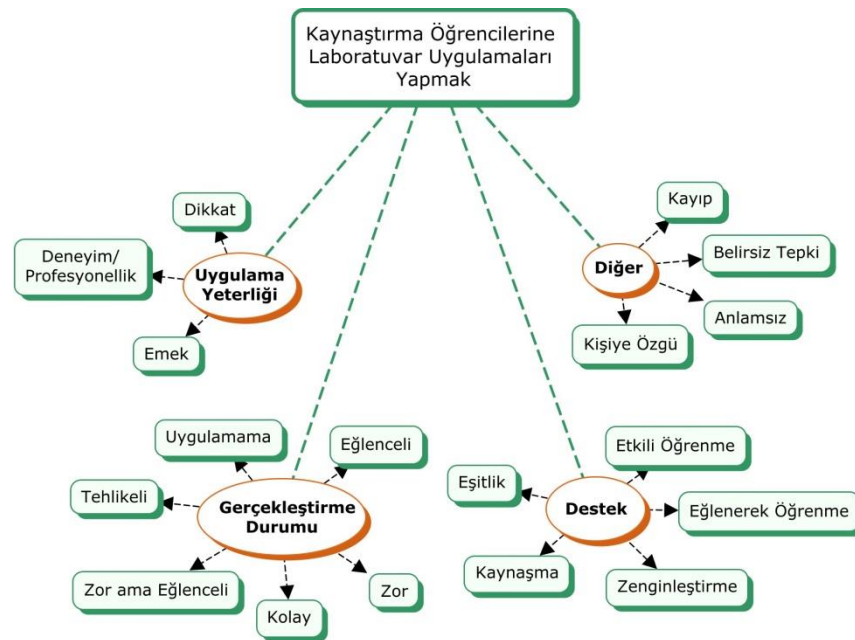 Kaynaştırma Öğrencilerine
Laboratuvar Uygulamaları
Yapmak
Dikkat
Deneyim/
Profesyonellik
Uygulama
Yeterliği
Emek
Kayıp
Diğer
Belirsiz Tepki
Anlamsız
Kişiye Özgü
Uygulamama
Eğlenceli
Tehlikeli
Gerçekleştirme
Durumu
Zor ama Eğlenceli
Kolay
Zor
Etkili Öğrenme
Eşitlik
Destek
Eğlenerek Öğrenme
Kaynaşma
Zenginleştirme